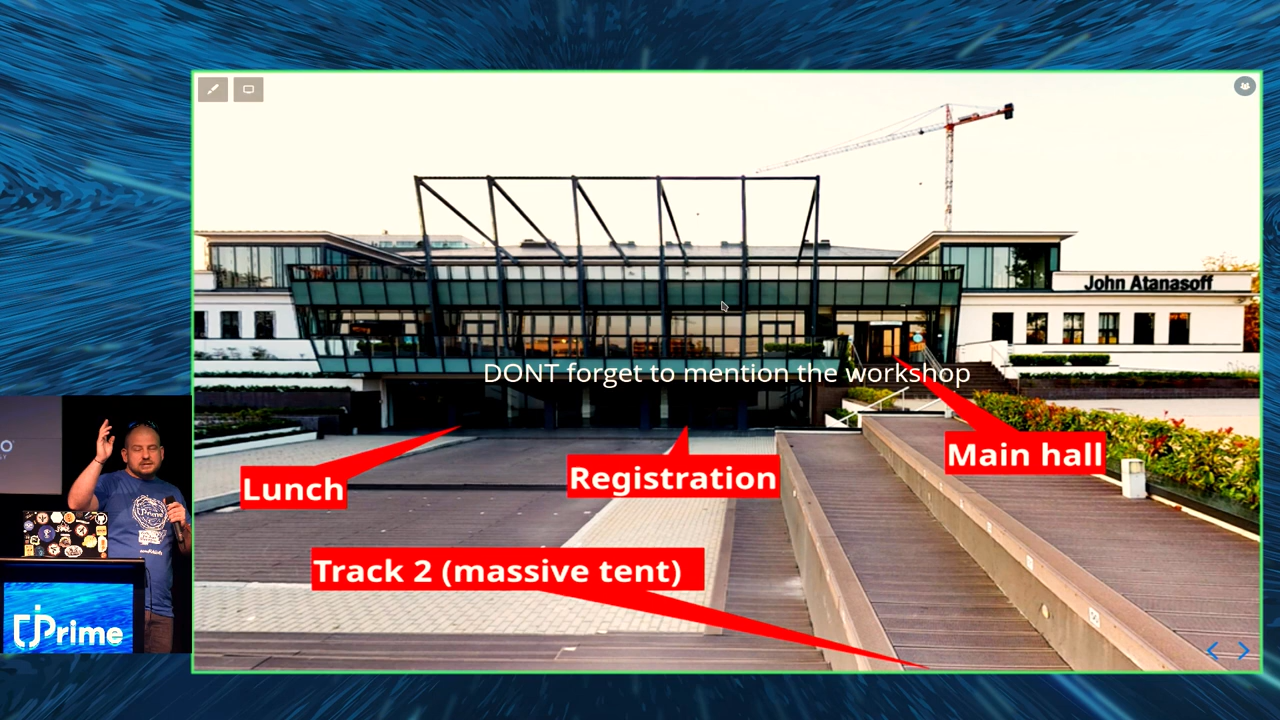 John Atanasoff
DONT forget to mention the workshop
Main hall
Registration
Lunch
Track 2 (massive tent)
jPrime